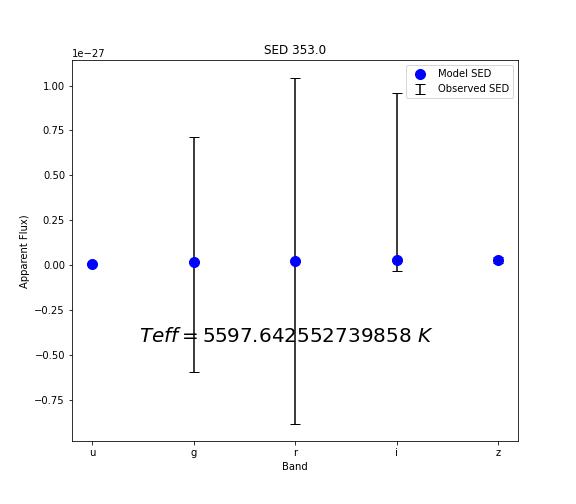 SED 353.0
1e−27
Model SED
Observed SED
1.00
0.75
0.50
0.25
0.00
−0.25
−0.50
−0.75
Apparent Flux)
Teff = 5597.642552739858 K
u g r i z
Band